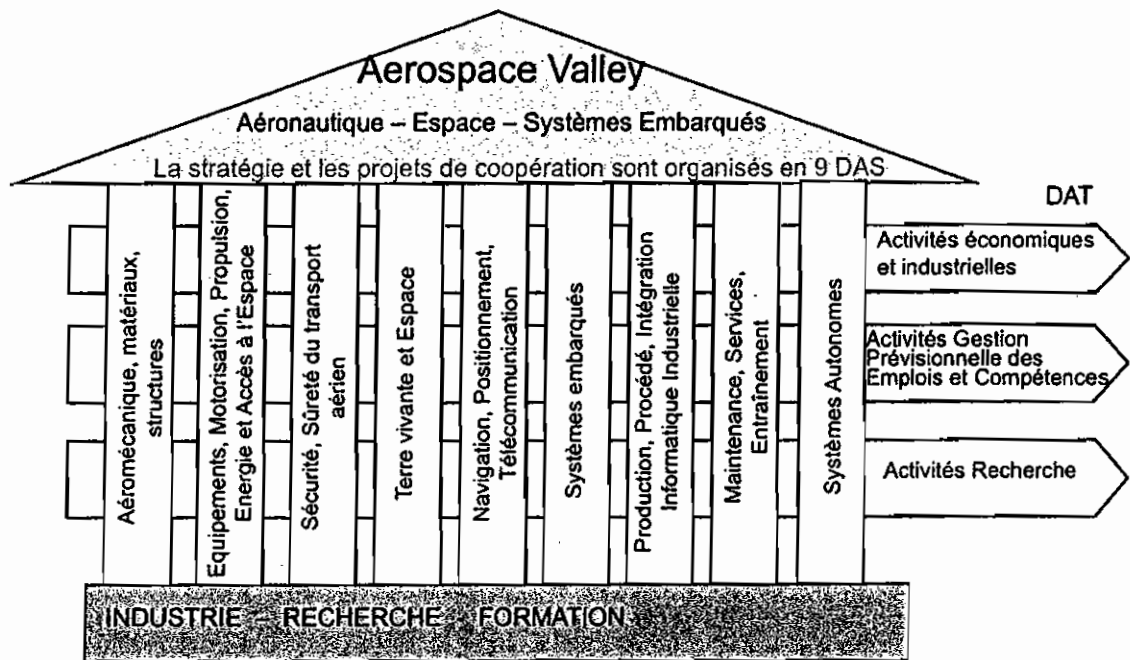 Aerospace Valley
Aéronautique – Espace – Systèmes Embarqués
La stratégie et les projets de coopération sont organisés en 9 DAS
DAT
Aéromécanique, matériaux,
structures
Equipements, Motorisation, Propulsion,
Energie et Accès à l'Espace
Sécurité, Sûreté du transport
aérien
Terre vivante et Espace
Navigation, Positionnement,
Télécommunication
Systèmes embarqués
Production, Procédé, Intégration
Informatique Industrielle
Maintenance, Services,
Entraînement
Systèmes Autonomes
Activités économiques
et industrielles
Activités Gestion
Prévisionnelle des
Emplois et Compétences
Activités Recherche
INDUSTRIE – RECHERCHE – FORMATION